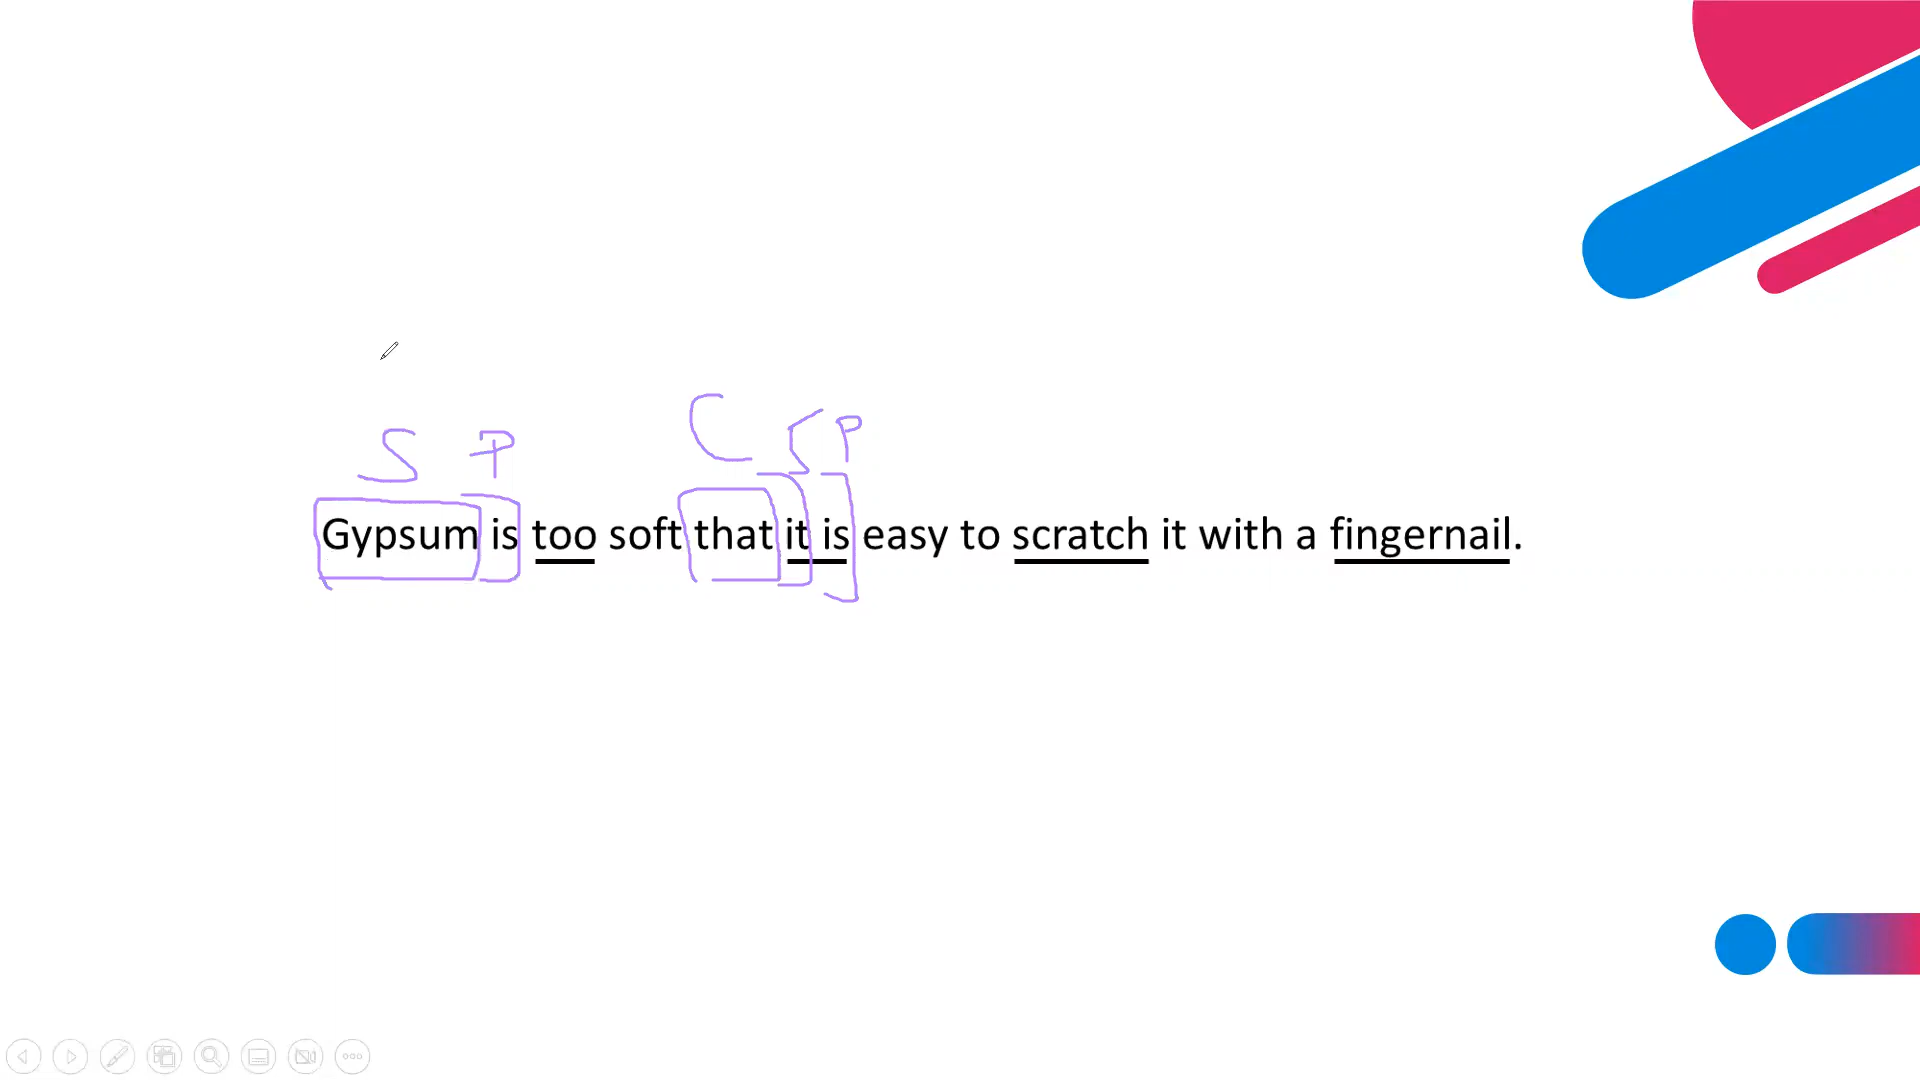 S P C S P
Gypsum is too soft that it is easy to scratch it with a fingernail.